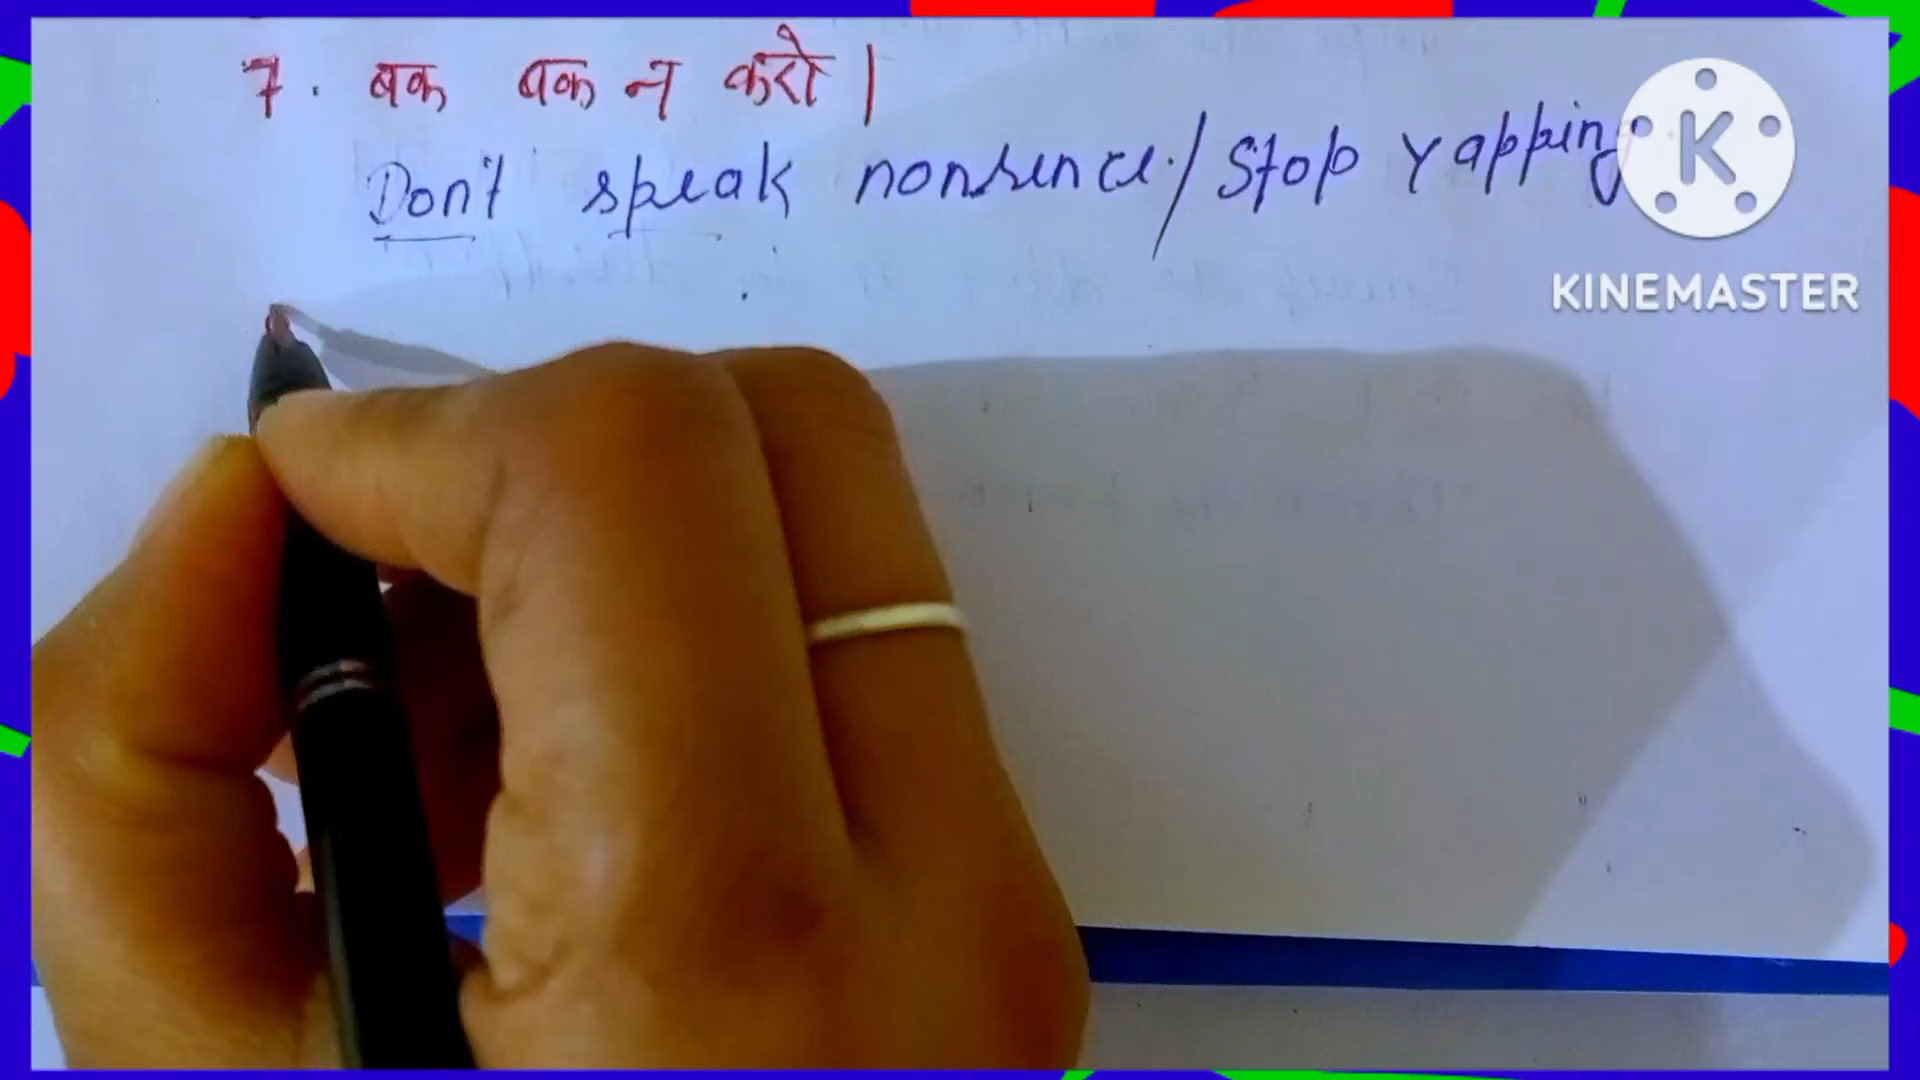 7. बक बक न करो।
Don't speak nonsence. / Stop Yapping
KINEMASTER